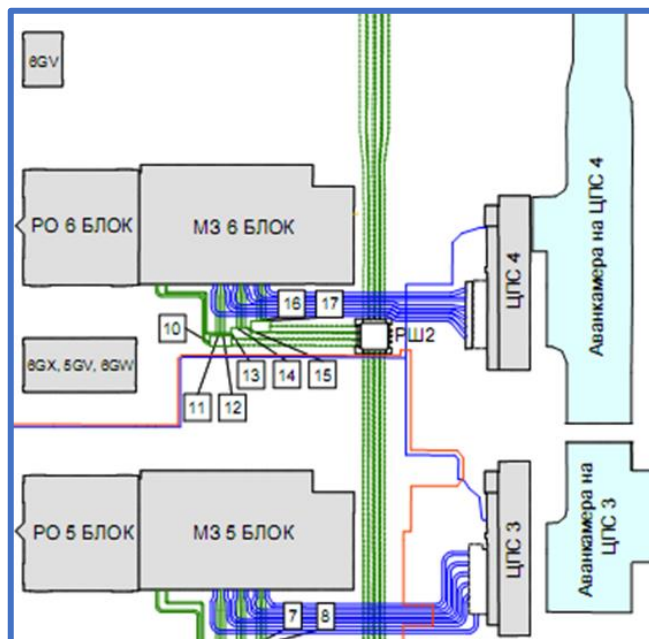 6GV
РО 6 БЛОК
МЗ 6 БЛОК
ЦПС 4
Аванкамера на ЦПС 4
16
17
10
РШ2
13
14
15
6GX, 5GV, 6GW
11
12
РО 5 БЛОК
МЗ 5 БЛОК
ЦПС 3
Аванкамера на
ЦПС 3
7
8